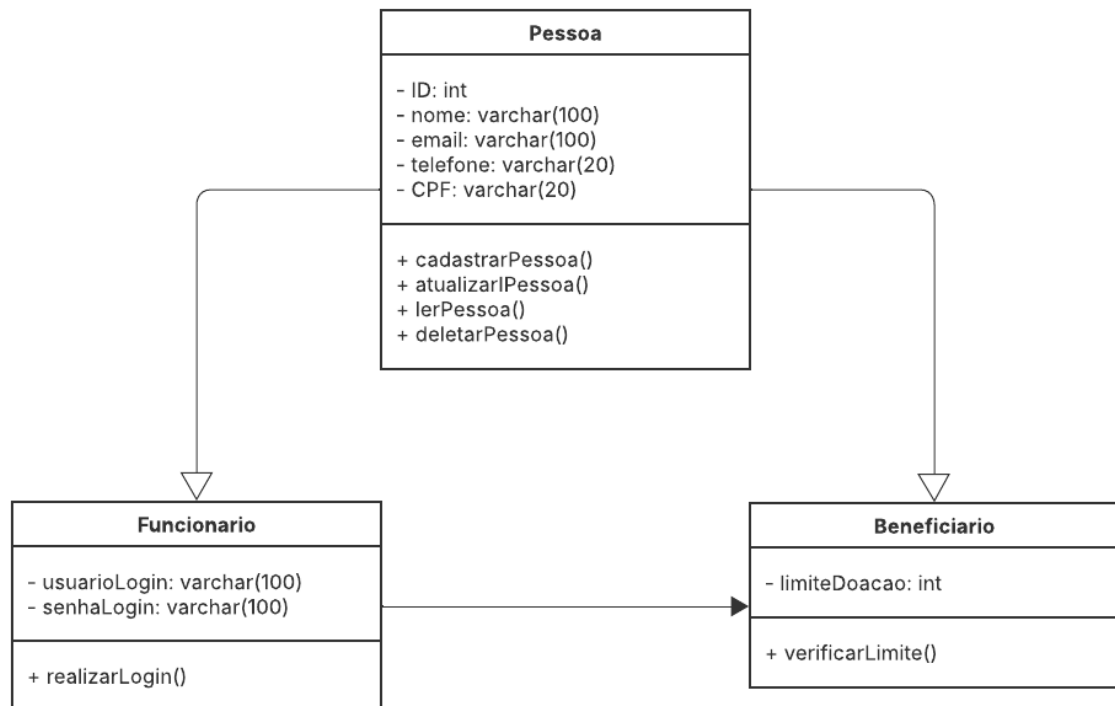 Pessoa
- ID: int
- nome: varchar(100)
- email: varchar(100)
- telefone: varchar(20)
- CPF: varchar(20)
+ cadastrarPessoa()
+ atualizarlPessoa()
+ lerPessoa()
+ deletarPessoa()
Funcionario
- usuarioLogin: varchar(100)
- senhaLogin: varchar(100)
+ realizarLogin()
Beneficiario
- limiteDoacao: int
+ verificarLimite()